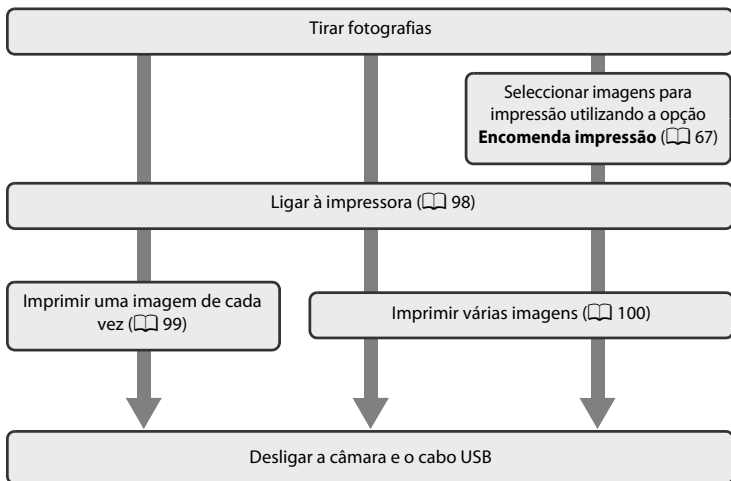 Tirar fotografias
Seleccionar imagens para
impressão utilizando a opção
Encomenda impressão (📖 67)
Ligar à impressora (📖 98)
Imprimir uma imagem de cada
vez (📖 99)
Imprimir várias imagens (📖 100)
Desligar a câmara e o cabo USB